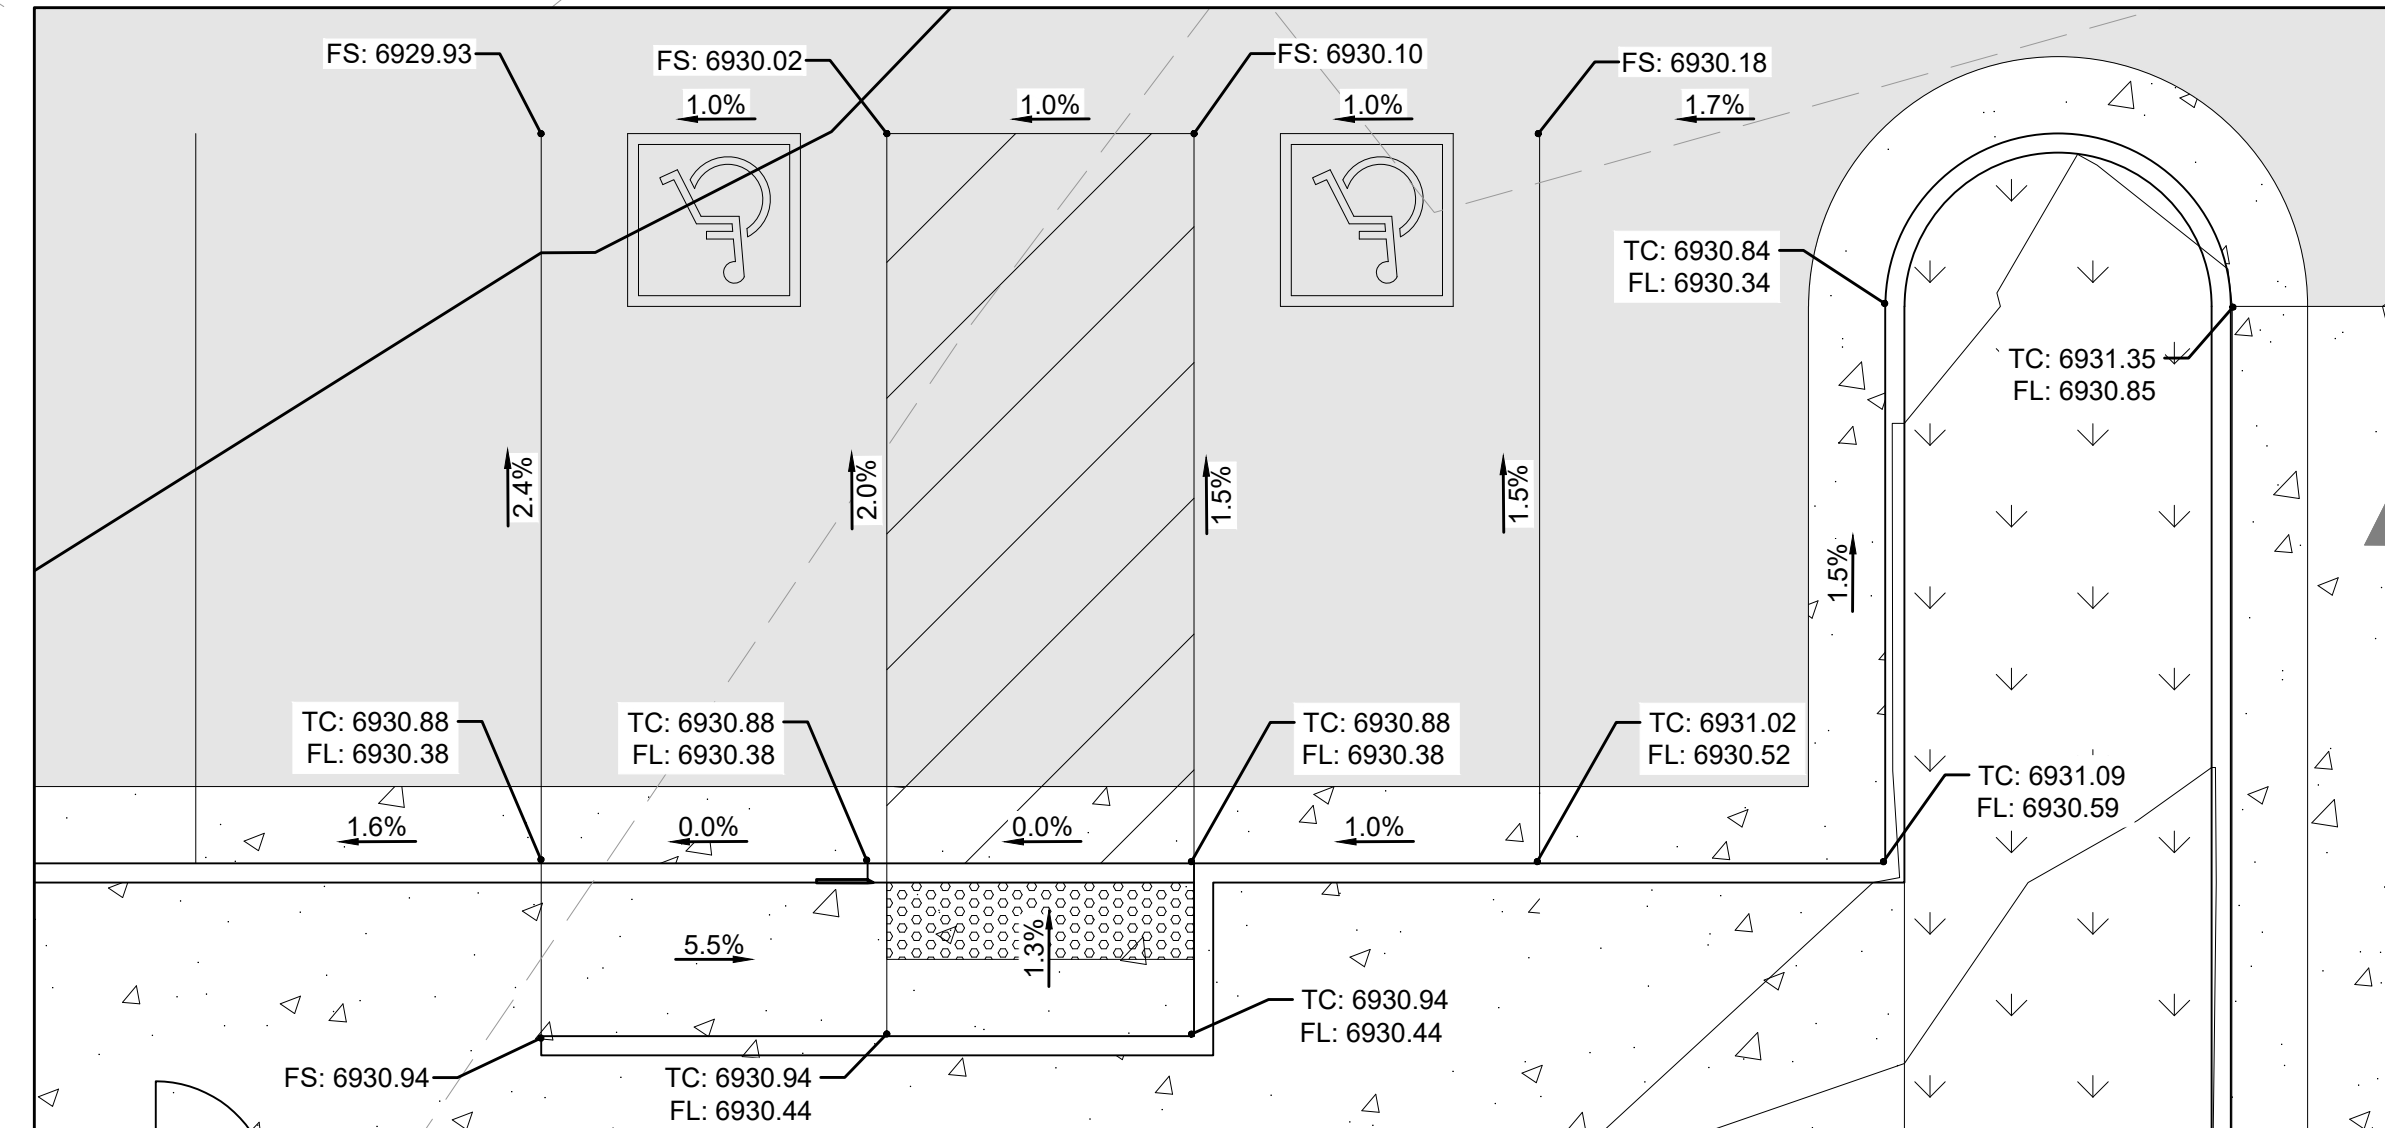 FS: 6929.93
FS: 6930.02
FS: 6930.10
FS: 6930.18
1.0%
1.0%
1.0%
1.7%
TC: 6930.84
FL: 6930.34
TC: 6931.35
FL: 6930.85
2.4%
2.0%
1.5%
1.5%
1.5%
TC: 6930.88
FL: 6930.38
TC: 6930.88
FL: 6930.38
TC: 6930.88
FL: 6930.38
TC: 6931.02
FL: 6930.52
TC: 6931.09
FL: 6930.59
1.6%
0.0%
0.0%
1.0%
5.5%
1.3%
TC: 6930.94
FL: 6930.44
FS: 6930.94
TC: 6930.94
FL: 6930.44